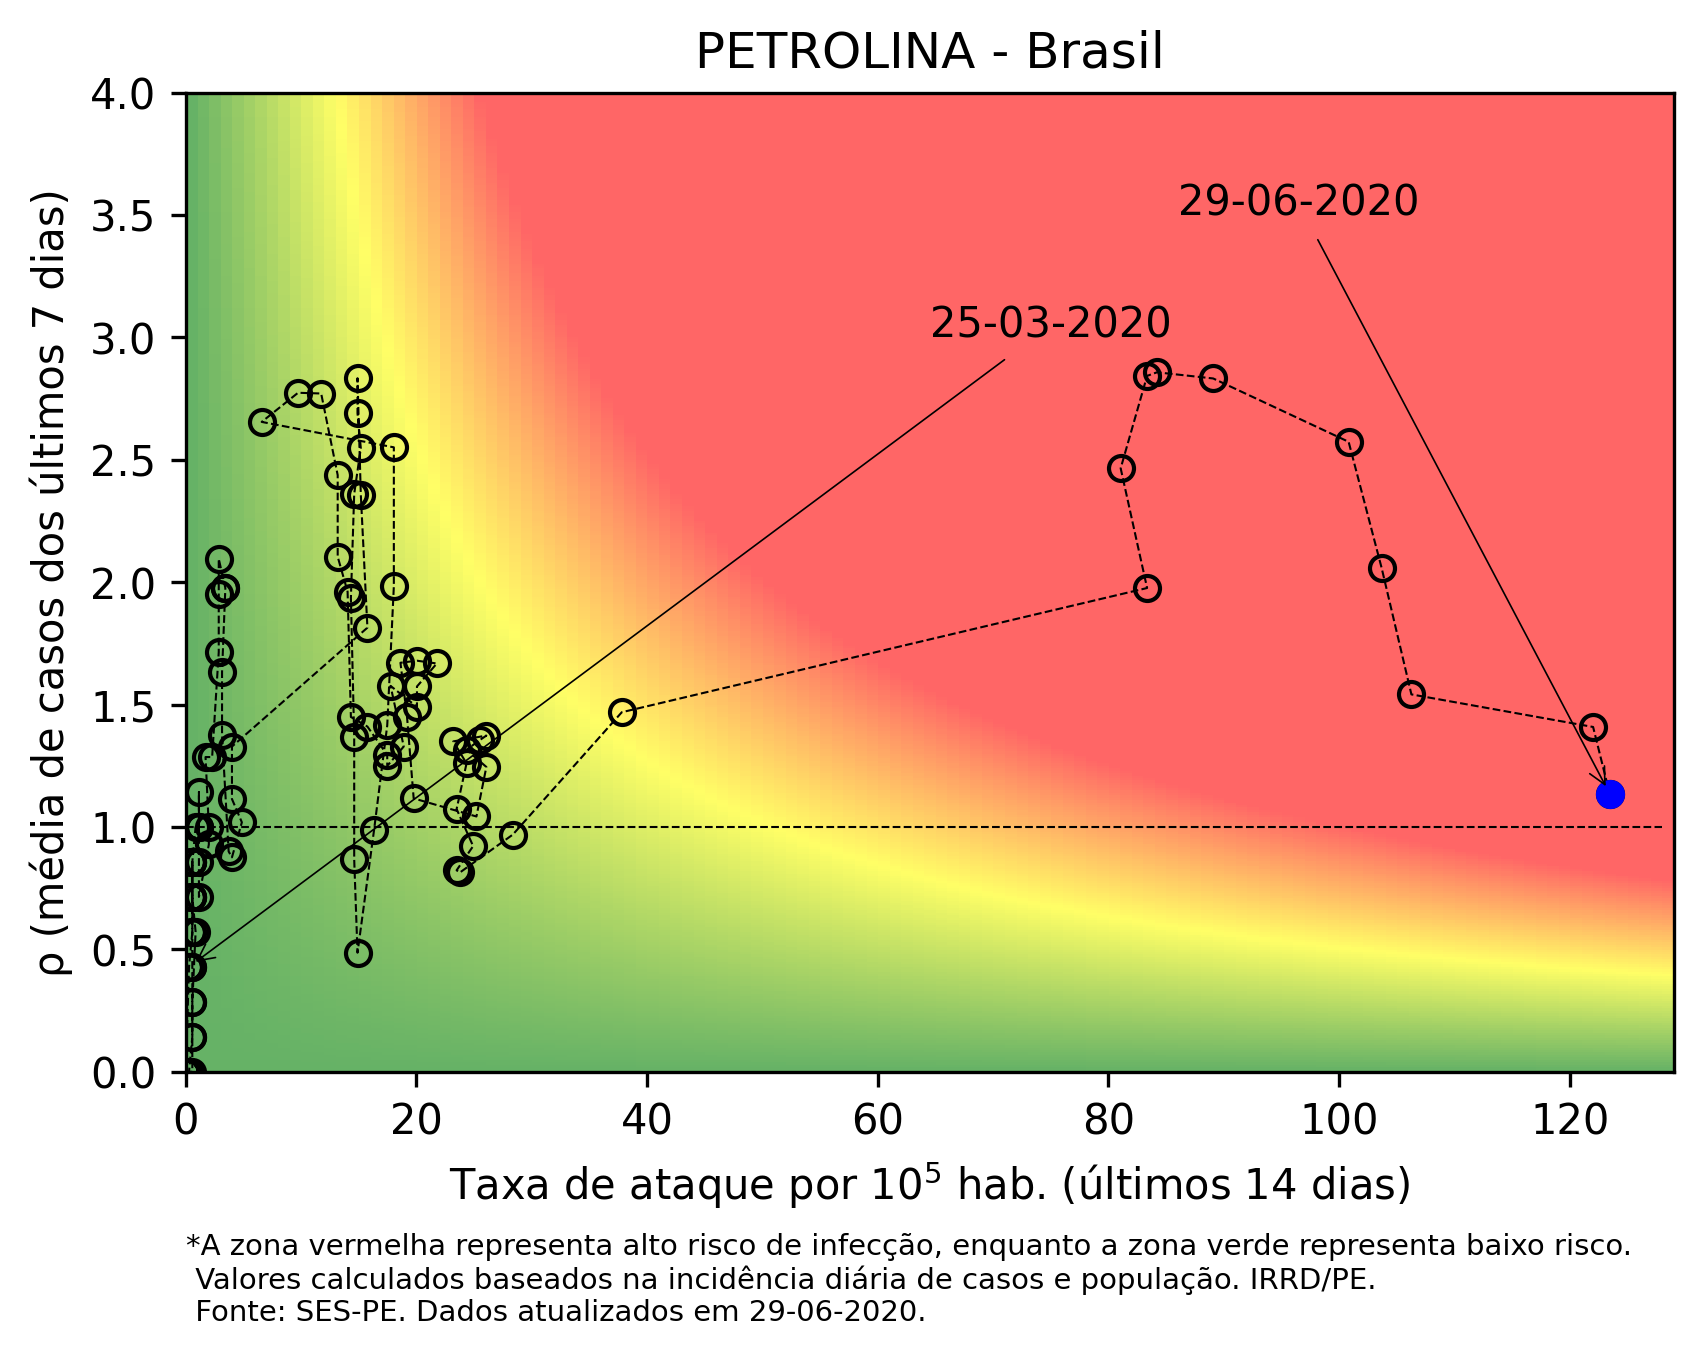 PETROLINA - Brasil
4.0
3.5
3.0
2.5
2.0
1.5
1.0
0.5
0.0
ρ (média de casos dos últimos 7 dias)
29-06-2020
25-03-2020
0 20 40 60 80 100 120
Taxa de ataque por 10⁵ hab. (últimos 14 dias)
*A zona vermelha representa alto risco de infecção, enquanto a zona verde representa baixo risco.
Valores calculados baseados na incidência diária de casos e população. IRRD/PE.
Fonte: SES-PE. Dados atualizados em 29-06-2020.